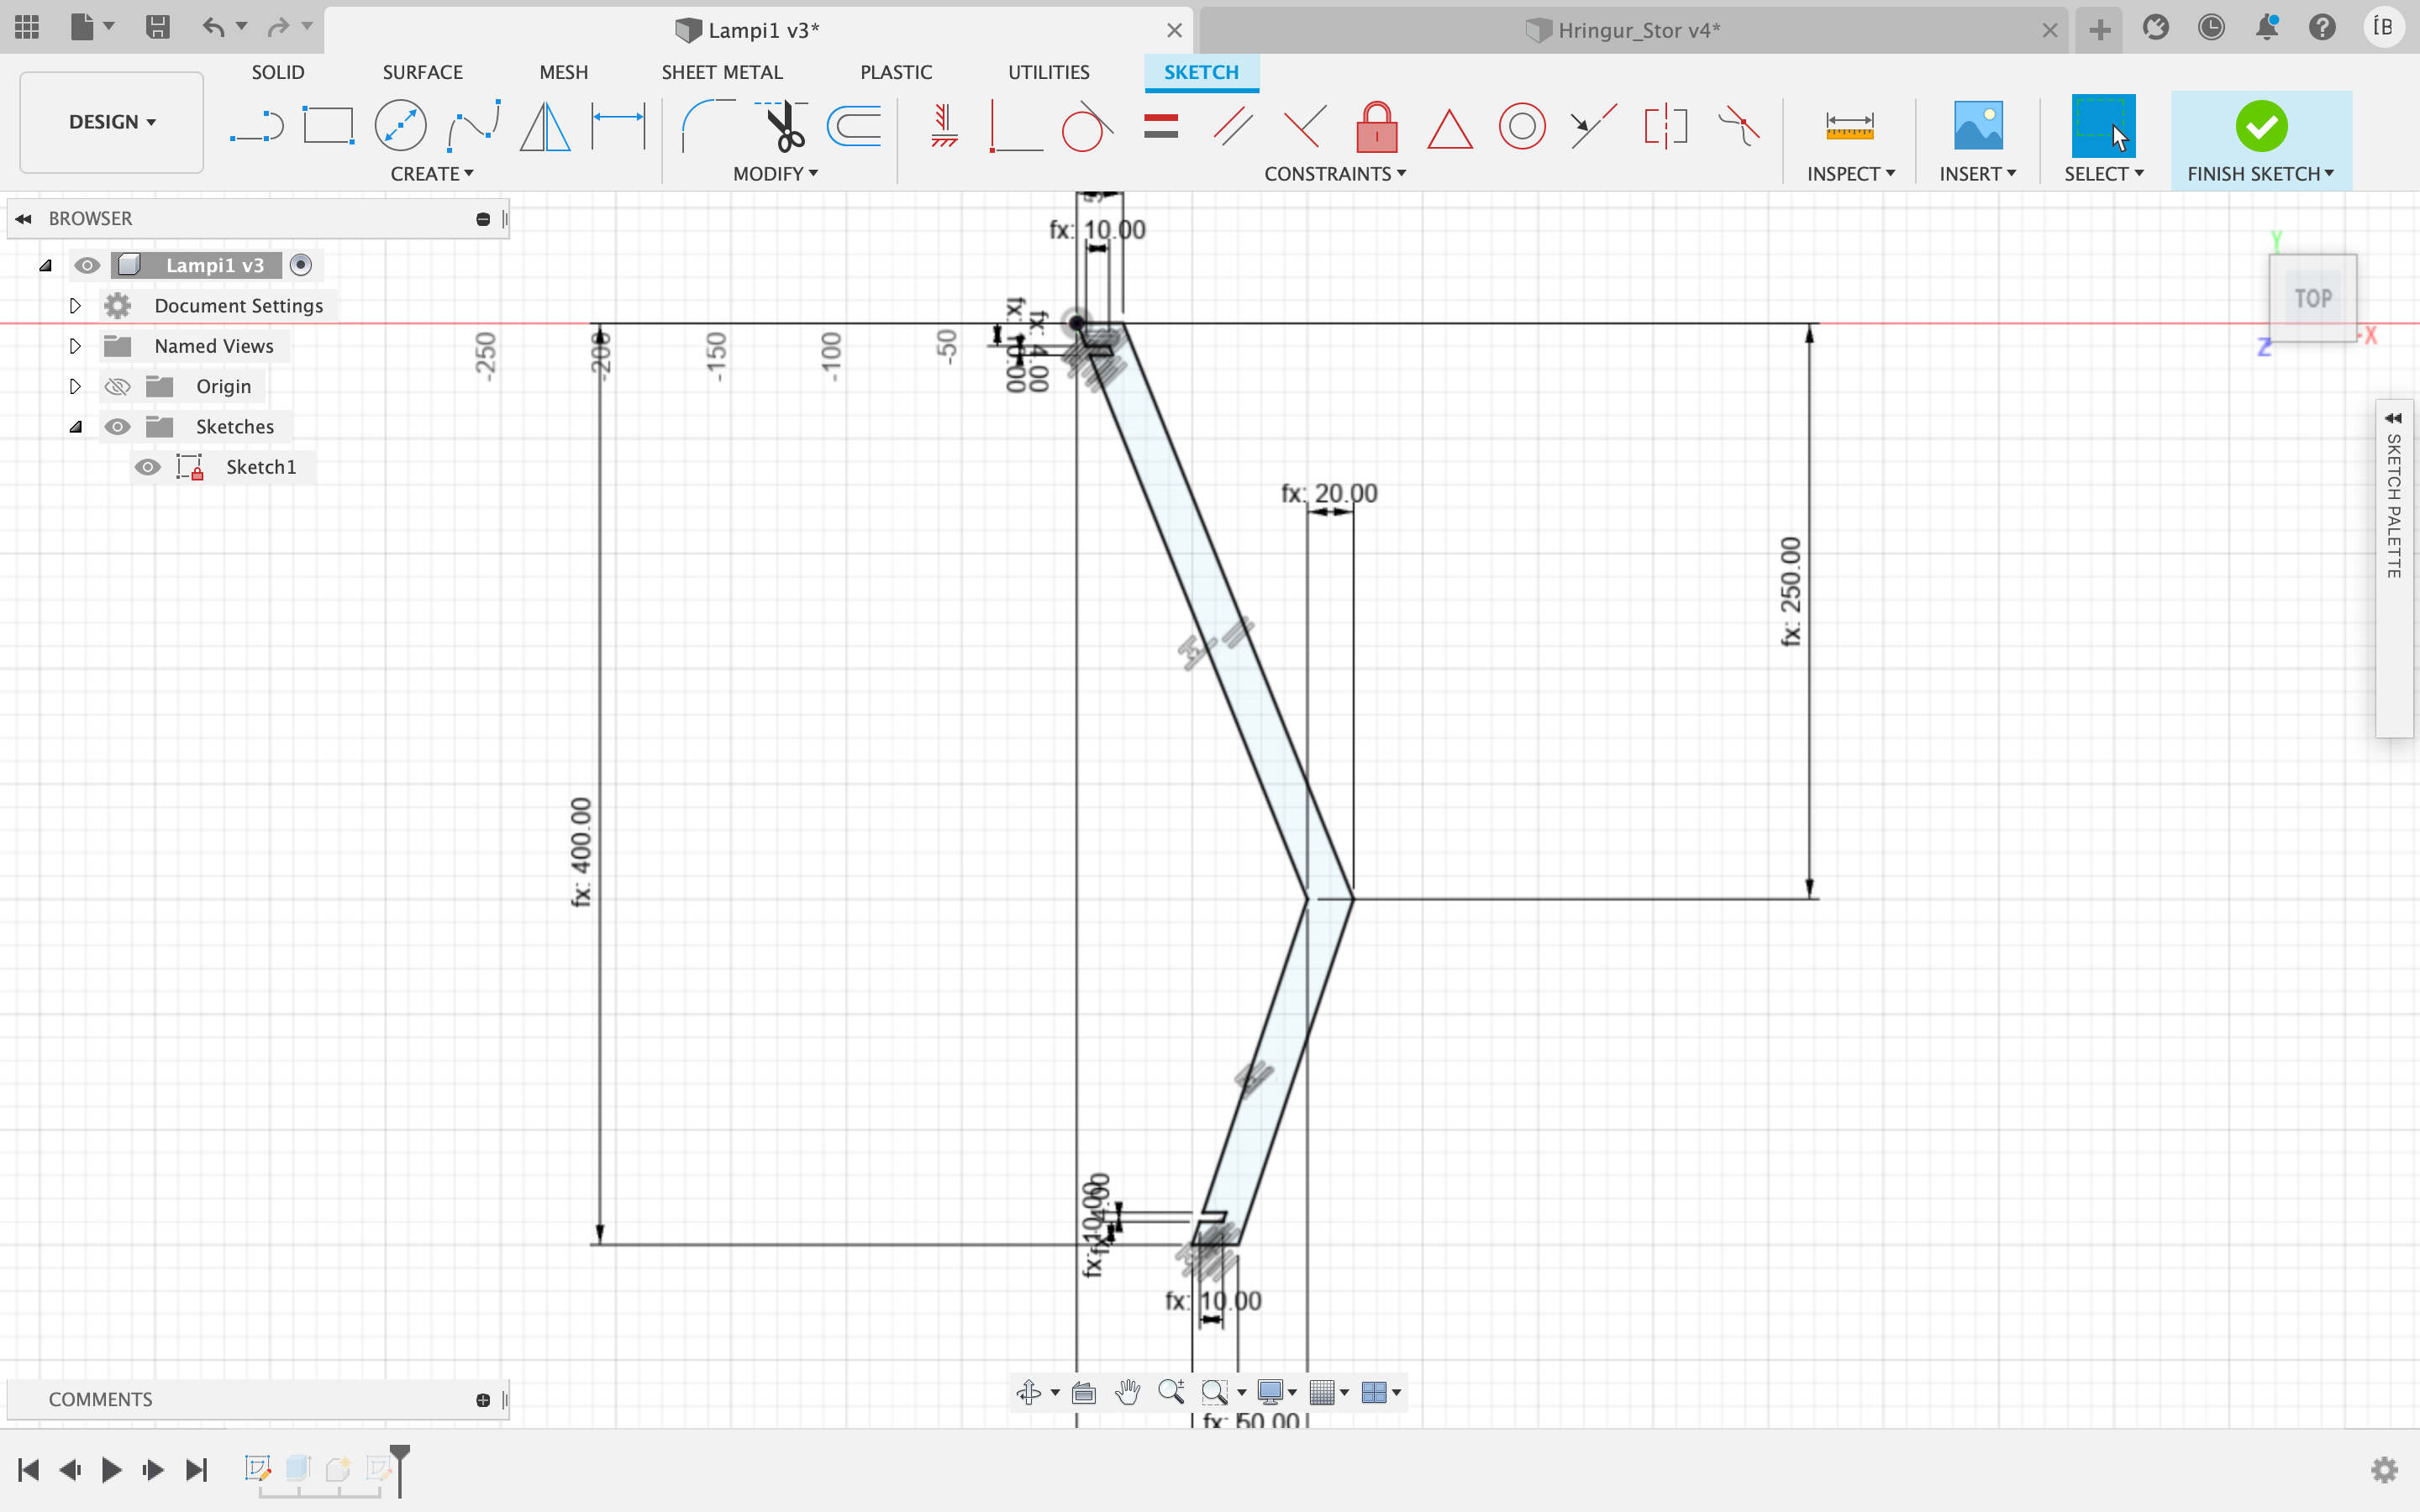 Lampi1 v3*
Hringur_Stor v4*
ÍB
SOLID SURFACE MESH SHEET METAL PLASTIC UTILITIES SKETCH
DESIGN
CREATE MODIFY CONSTRAINTS INSPECT INSERT SELECT FINISH SKETCH
BROWSER
Lampi1 v3
Document Settings
Named Views
Origin
Sketches
Sketch1
fx: 10.00
-250
-200
-150
-100
-50
fx: 4.00
fx: 20.00
fx: 250.00
fx: 400.00
fx: 10.00
fx: 10.00
fx: 50.00
Y
TOP
Z
-X
SKETCH PALETTE
COMMENTS